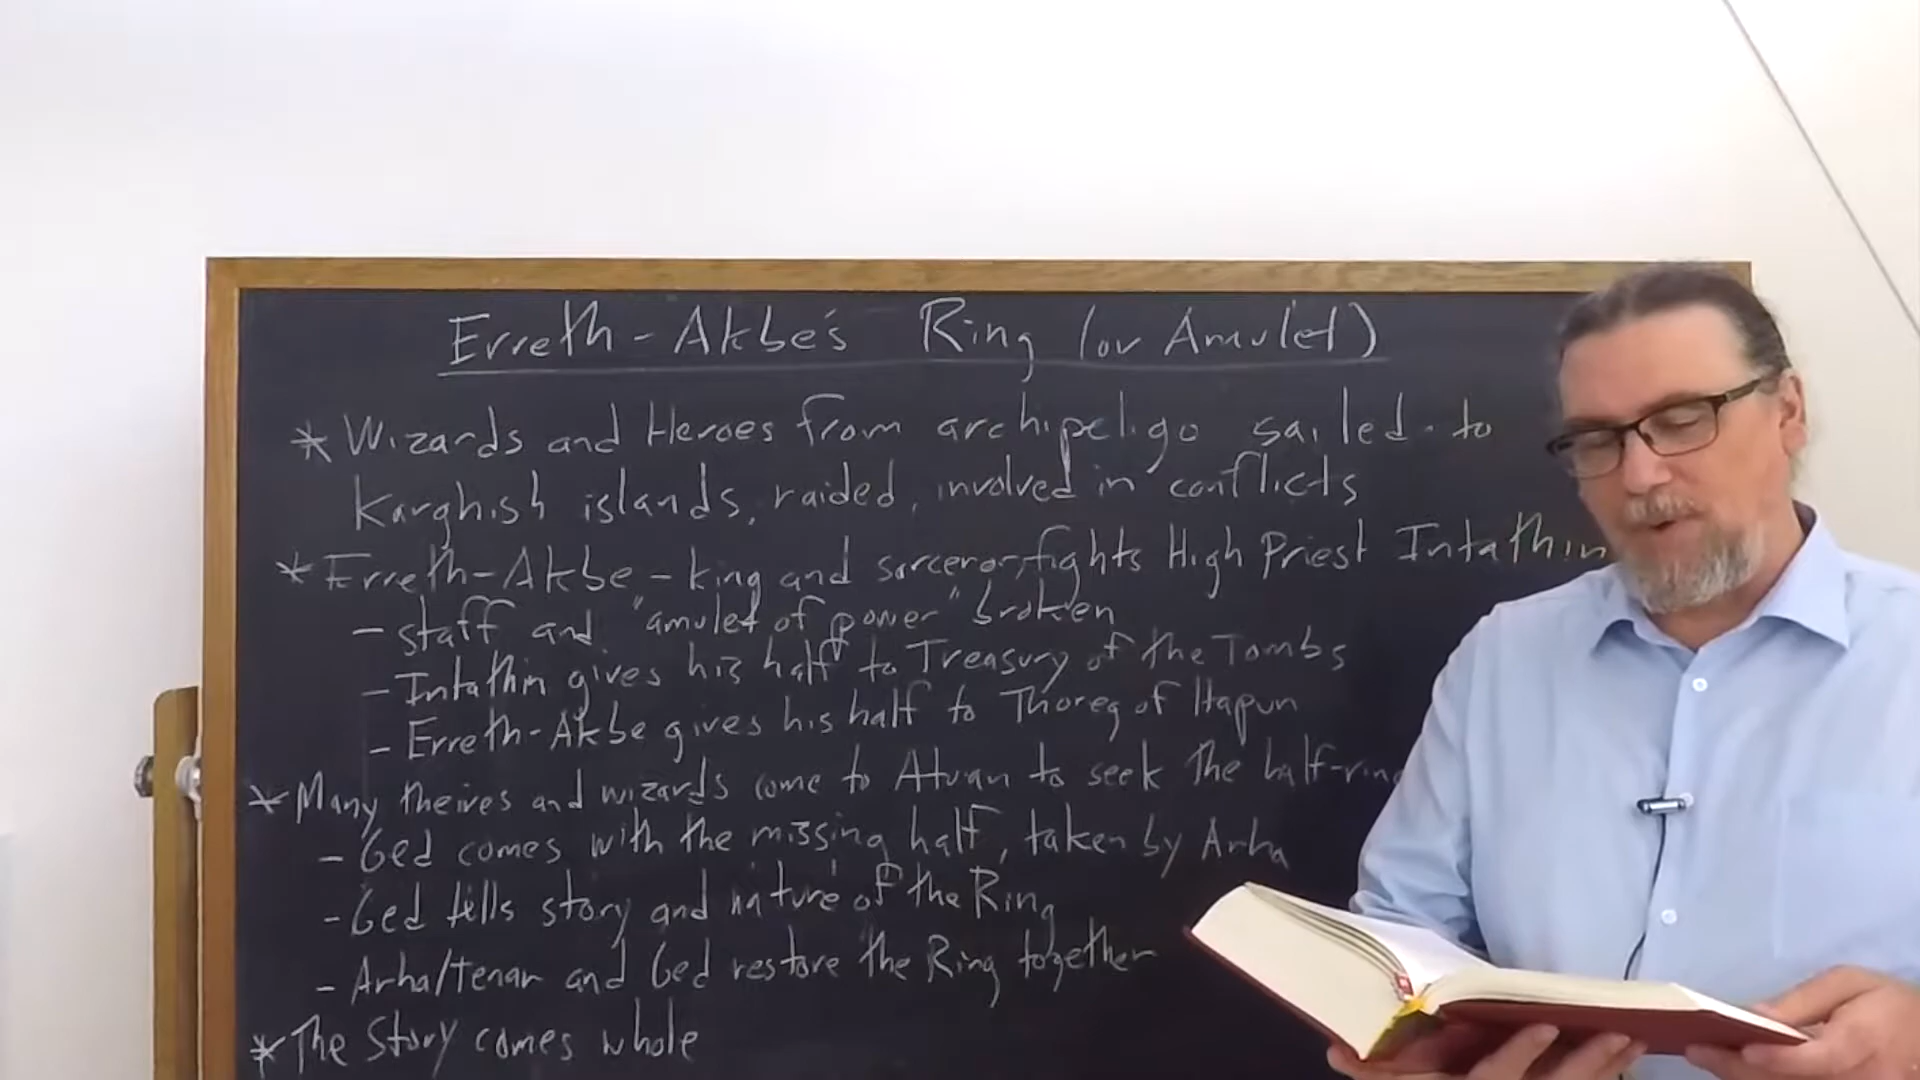 Erreth-Akbe's Ring (or Amulet)
* Wizards and Heroes from archipeligo sailed to
Karghish islands, raided, involved in conflicts
* Erreth-Akbe - king and sorceror, fights High Priest Intathin
- staff and "amulet of power" broken
- Intathin gives his half to Treasury of the Tombs
- Erreth-Akbe gives his half to Thoreg of Hapun
* Many theives and wizards come to Atuan to seek the half-ring
- Ged comes with the missing half, taken by Arha
- Ged tells story and nature of the Ring
- Arha/Tenar and Ged restore the Ring together
* The Story comes whole